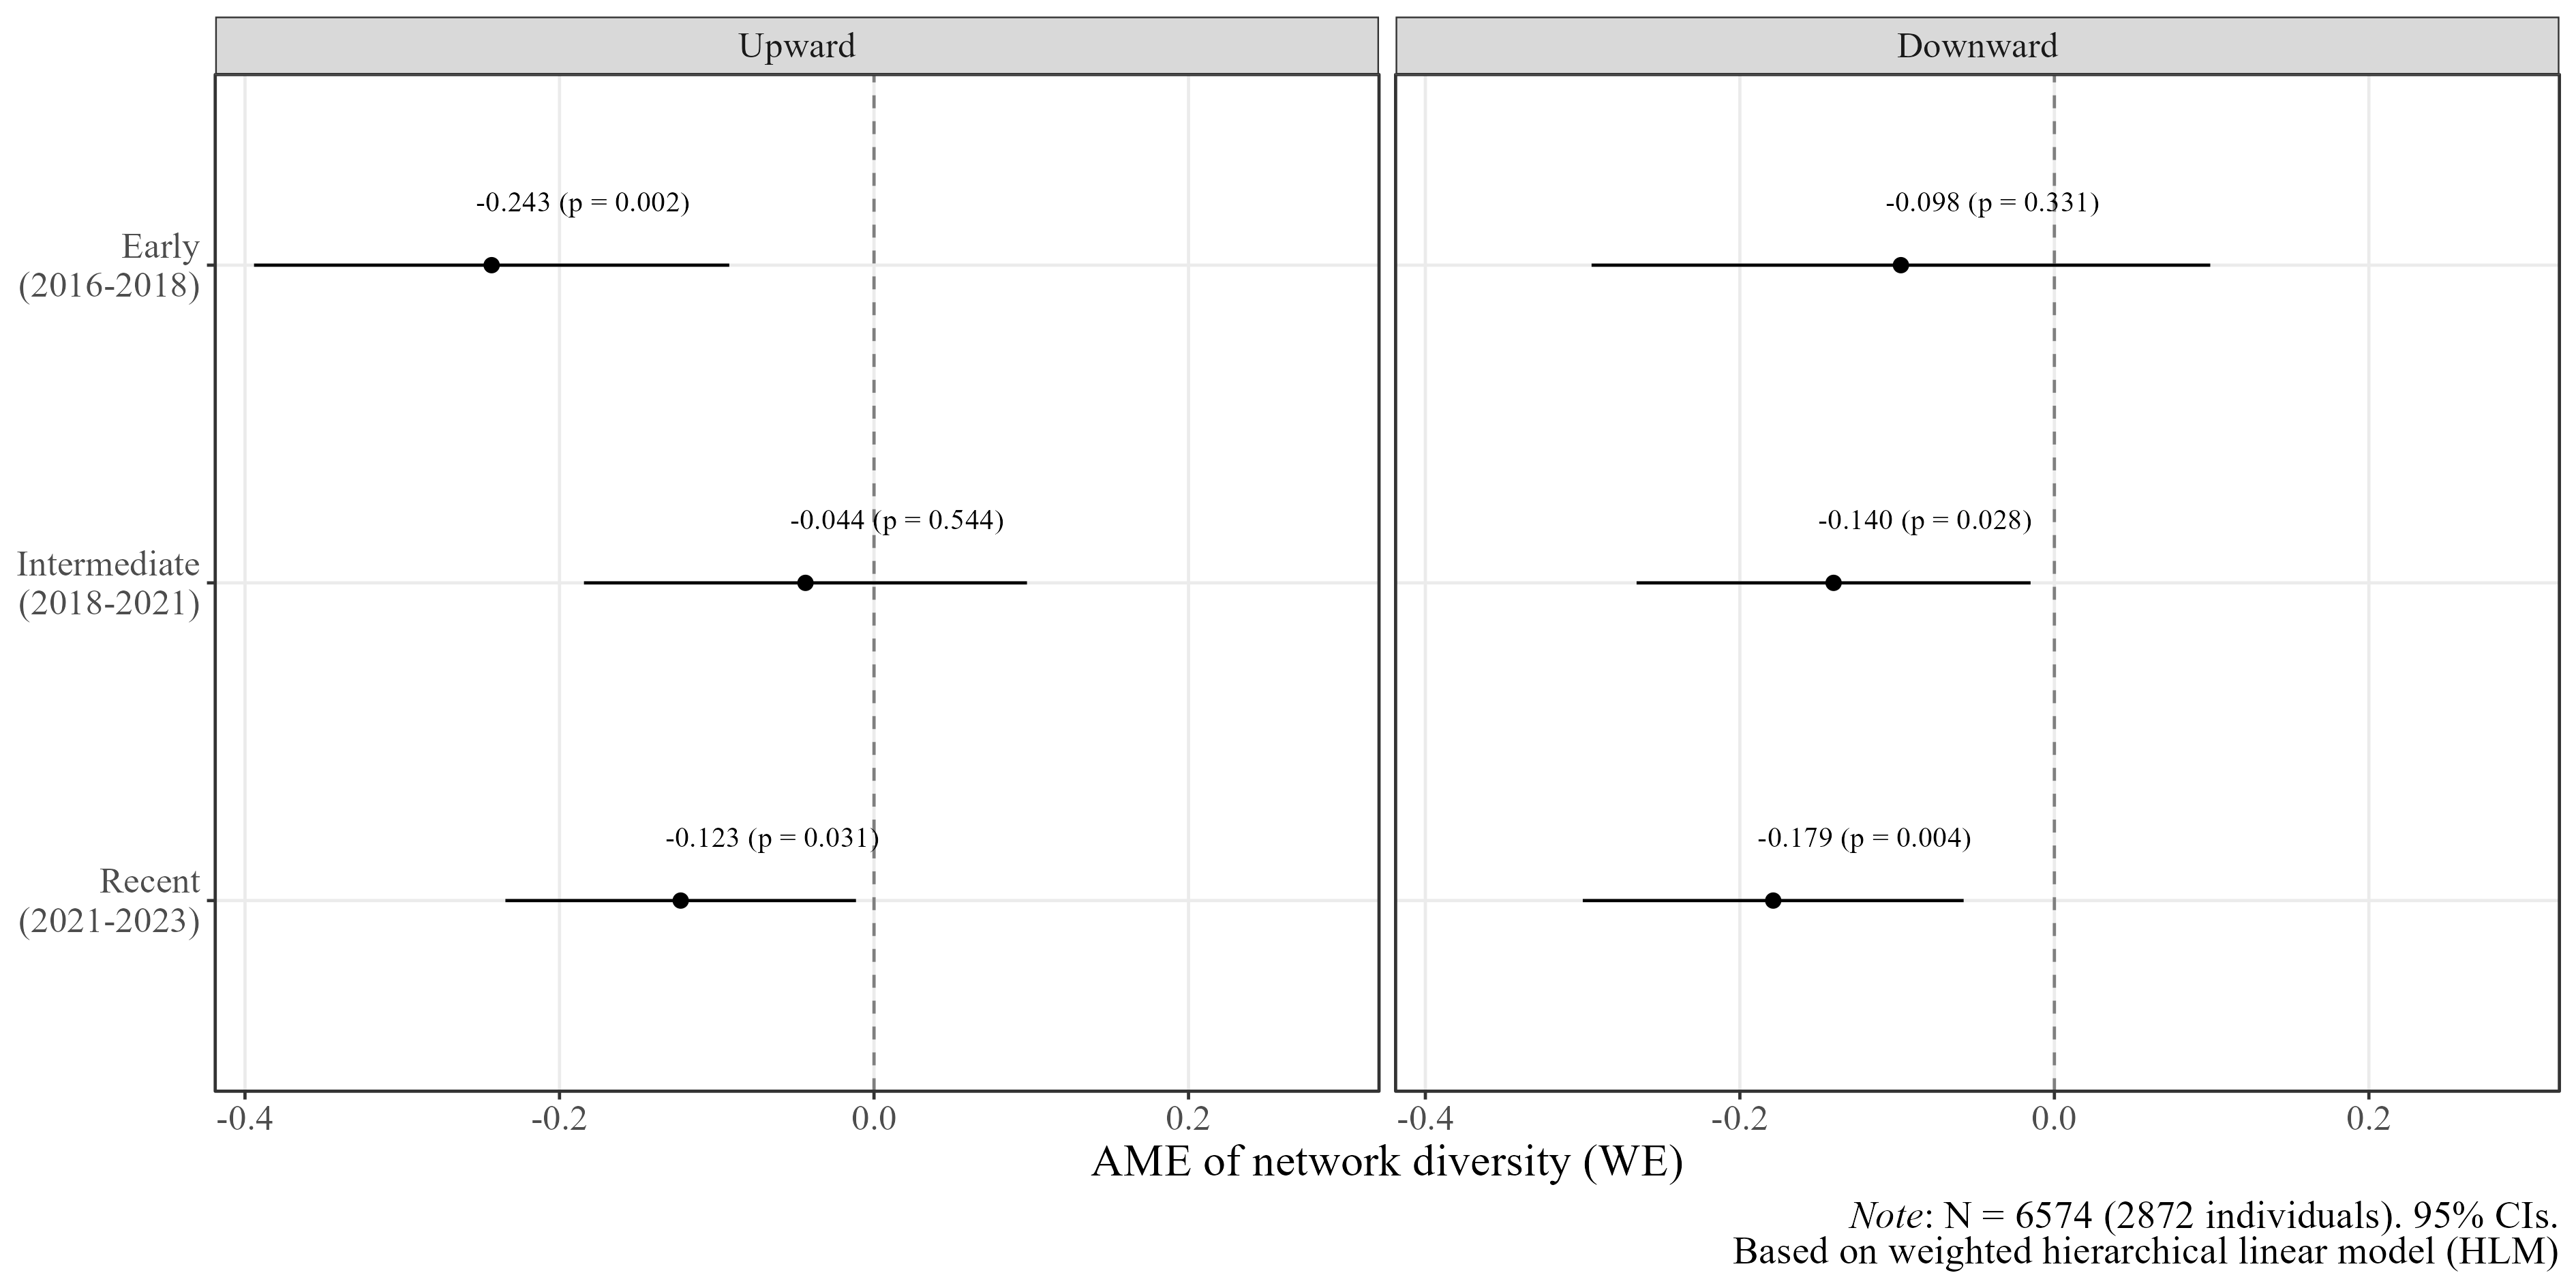 Upward
Downward
-0.243 (p = 0.002)
-0.098 (p = 0.331)
Early
(2016-2018)
-0.044 (p = 0.544)
-0.140 (p = 0.028)
Intermediate
(2018-2021)
-0.123 (p = 0.031)
-0.179 (p = 0.004)
Recent
(2021-2023)
-0.4 -0.2 0.0 0.2
-0.4 -0.2 0.0 0.2
AME of network diversity (WE)
Note: N = 6574 (2872 individuals). 95% CIs.
Based on weighted hierarchical linear model (HLM)